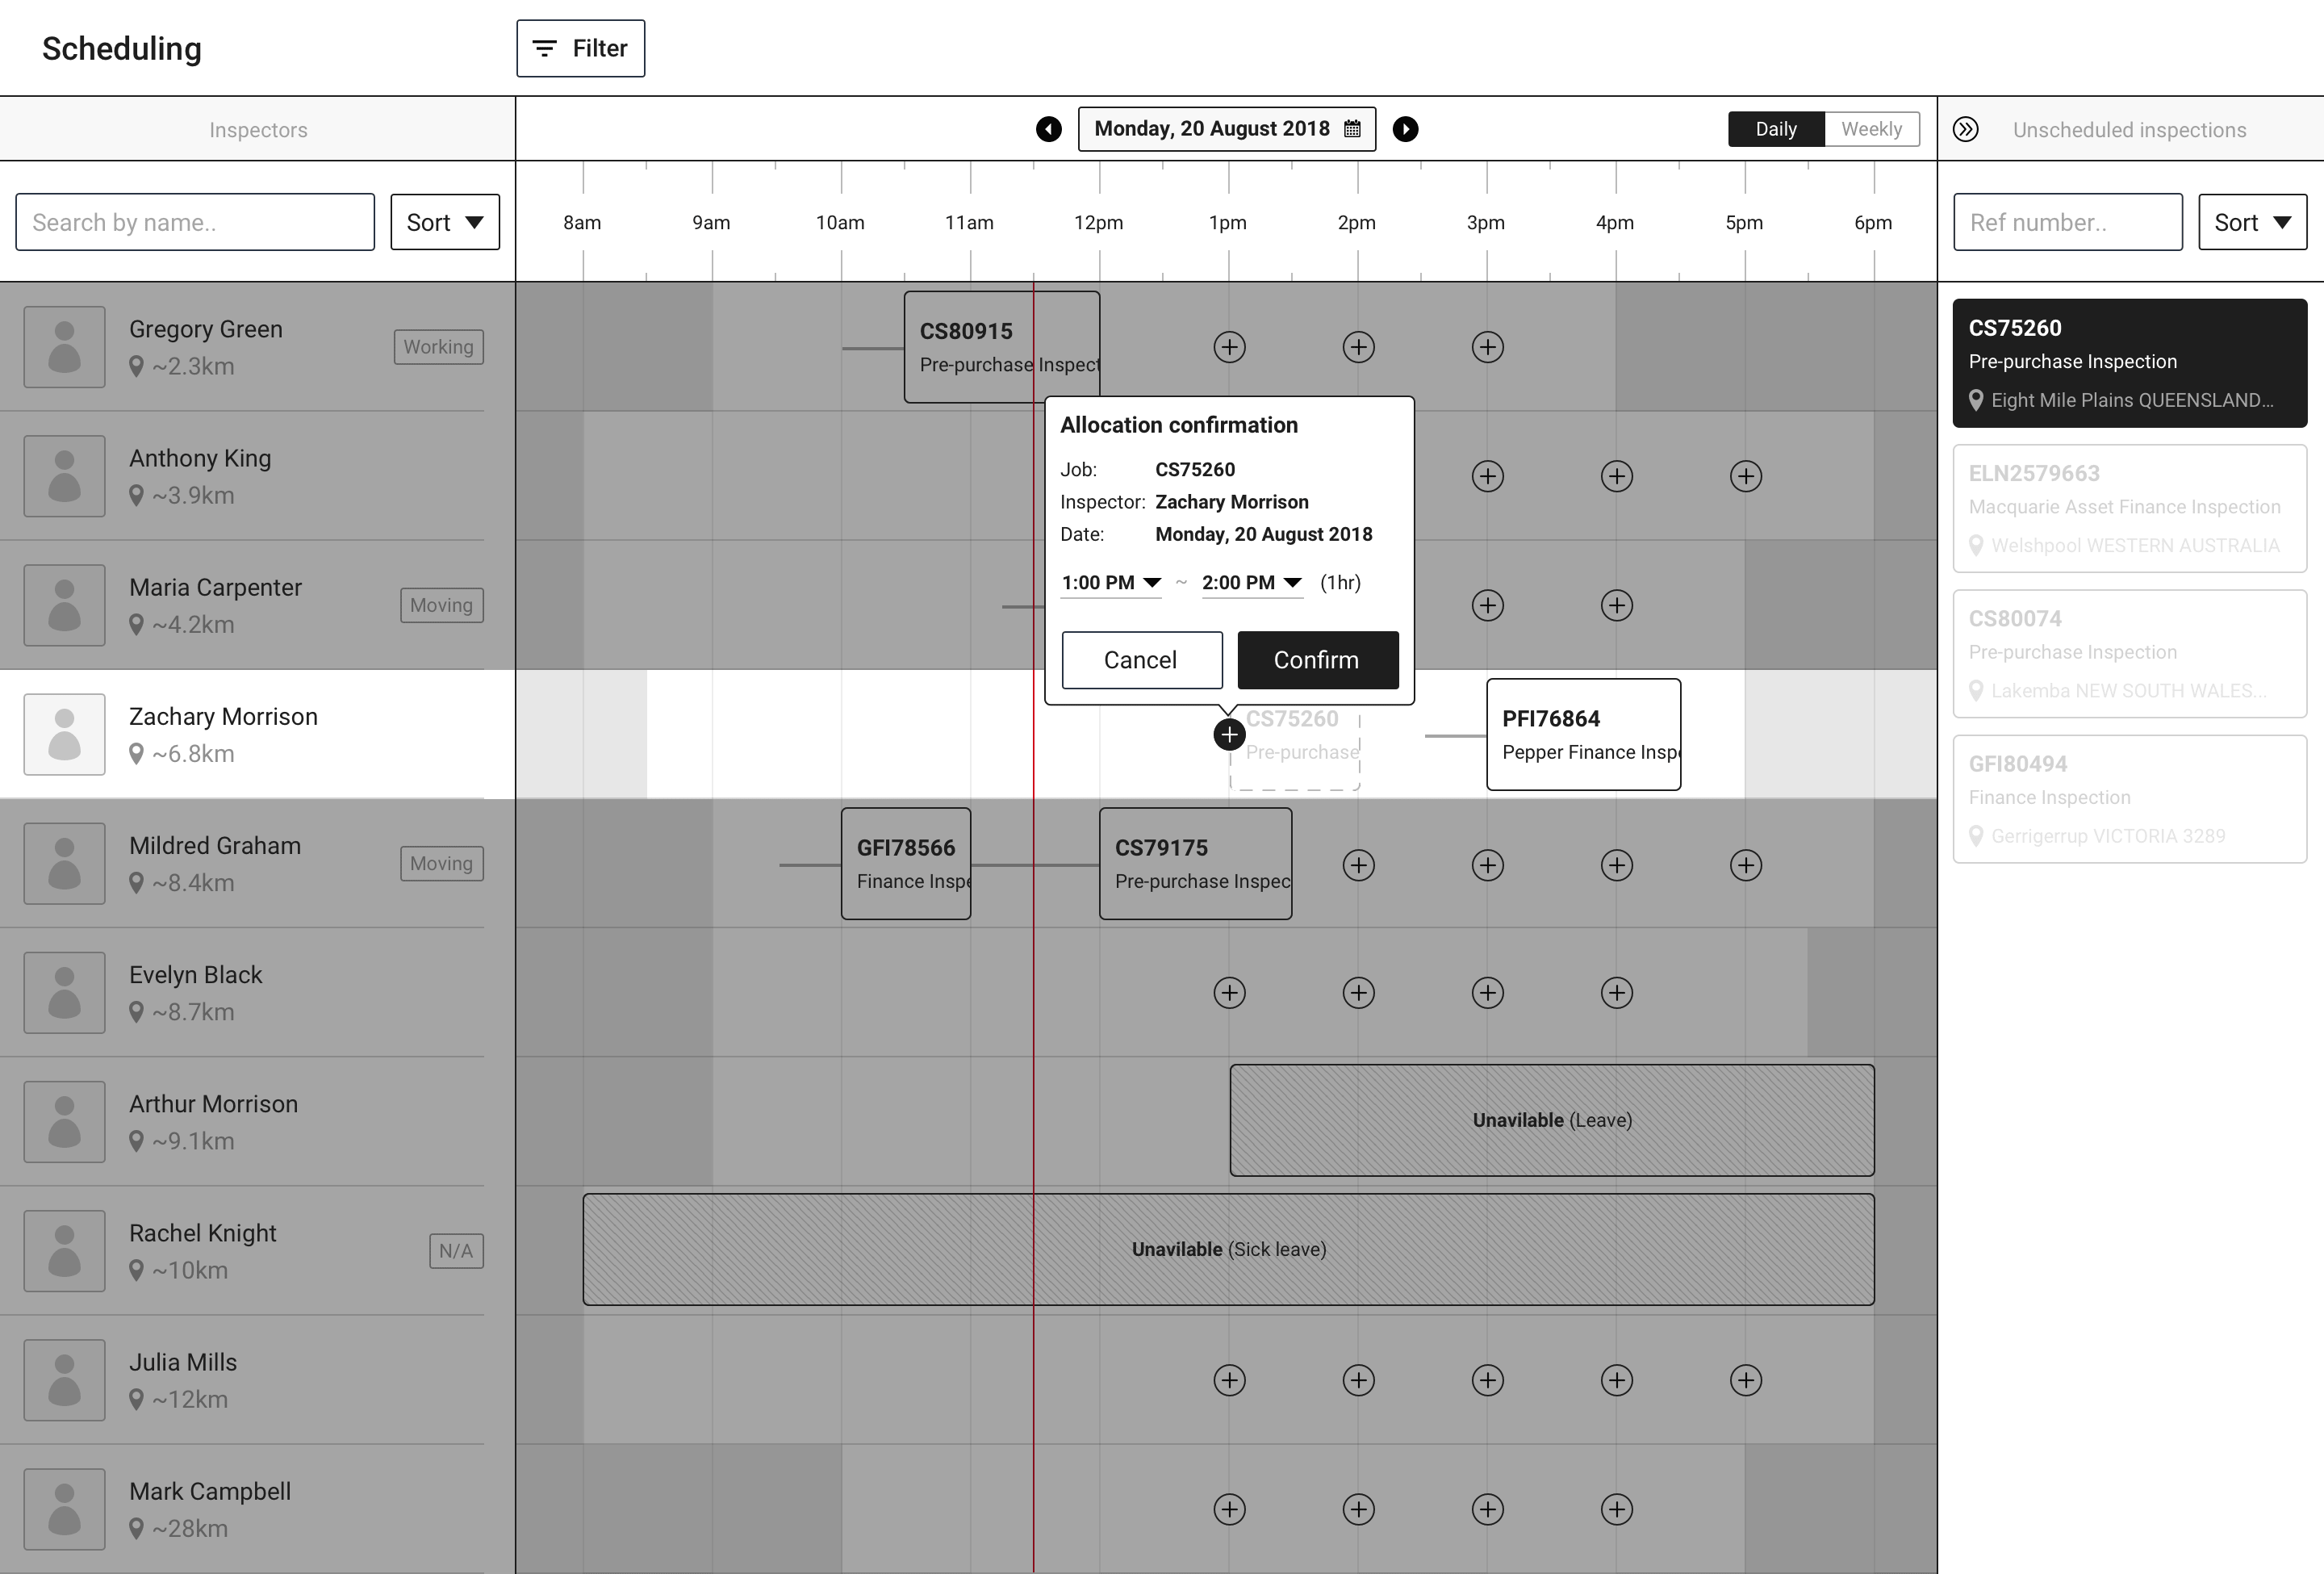 Scheduling
Filter
Inspectors
Monday, 20 August 2018
Daily
Weekly
Unscheduled inspections
Search by name..
Sort
8am
9am
10am
11am
12pm
1pm
2pm
3pm
4pm
5pm
6pm
Ref number..
Sort
Gregory Green
~2.3km
Working
CS80915
Pre-purchase Inspect
Anthony King
~3.9km
Maria Carpenter
~4.2km
Moving
Allocation confirmation
Job: CS75260
Inspector: Zachary Morrison
Date: Monday, 20 August 2018
1:00 PM ~ 2:00 PM (1hr)
Cancel
Confirm
Zachary Morrison
~6.8km
CS75260
Pre-purchase
PFI76864
Pepper Finance Inspe
Mildred Graham
~8.4km
Moving
GFI78566
Finance Inspe
CS79175
Pre-purchase Inspec
Evelyn Black
~8.7km
Arthur Morrison
~9.1km
Unavilable (Leave)
Rachel Knight
~10km
N/A
Unavilable (Sick leave)
Julia Mills
~12km
Mark Campbell
~28km
CS75260
Pre-purchase Inspection
Eight Mile Plains QUEENSLAND...
ELN2579663
Macquarie Asset Finance Inspection
Welshpool WESTERN AUSTRALIA
CS80074
Pre-purchase Inspection
Lakemba NEW SOUTH WALES...
GFI80494
Finance Inspection
Gerrigerrup VICTORIA 3289